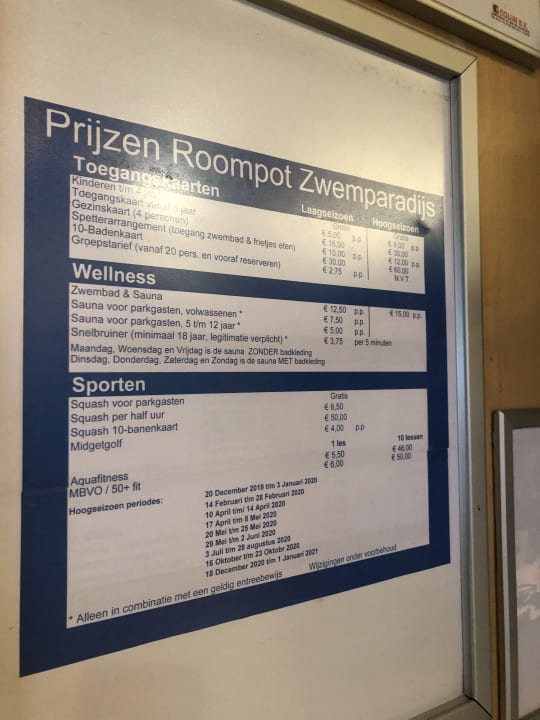 COLIJN B.V.
Prijzen Roompot Zwemparadijs
Toegangskaarten Laagseizoen Hoogseizoen
Kinderen t/m 4 jaar Gratis Gratis
Toegangskaart vanaf 5 jaar € 6,00 p.p. € 9,00 p.p.
Gezinskaart (4 personen) € 15,00 € 30,00
Spetterarrangement (toegang zwembad & frietjes eten) € 10,00 p.p. € 12,00 p.p.
10-Badenkaart € 30,00 € 60,00
Groepstarief (vanaf 20 pers. en vooraf reserveren) € 2,75 p.p. N.V.T.
Wellness
Zwembad & Sauna € 12,50 p.p. € 15,00 p.p.
Sauna voor parkgasten, volwassenen * € 7,50 p.p.
Sauna voor parkgasten, 5 t/m 12 jaar * € 5,00 p.p.
Snelbruiner (minimaal 18 jaar, legitimatie verplicht) * € 3,75 per 5 minuten
Maandag, Woensdag en Vrijdag is de sauna ZONDER badkleding
Dinsdag, Donderdag, Zaterdag en Zondag is de sauna MET badkleding
Sporten
Squash voor parkgasten Gratis
Squash per half uur € 6,50
Squash 10-banenkaart € 50,00
Midgetgolf € 4,00 p.p
1 les 10 lessen
Aquafitness € 5,50 € 46,00
MBVO / 50+ fit € 6,00 € 50,00
Hoogseizoen periodes: 20 December 2019 t/m 3 Januari 2020
14 Februari t/m 28 Februari 2020
10 April t/m 14 April 2020
17 April t/m 8 Mei 2020
20 Mei t/m 25 Mei 2020
29 Mei t/m 2 Juni 2020
3 Juli t/m 28 augustus 2020
16 Oktober t/m 23 Oktobr 2020
18 December 2020 t/m 1 Januari 2021
* Alleen in combinatie met een geldig entreebewijs Wijzigingen onder voorbehoud